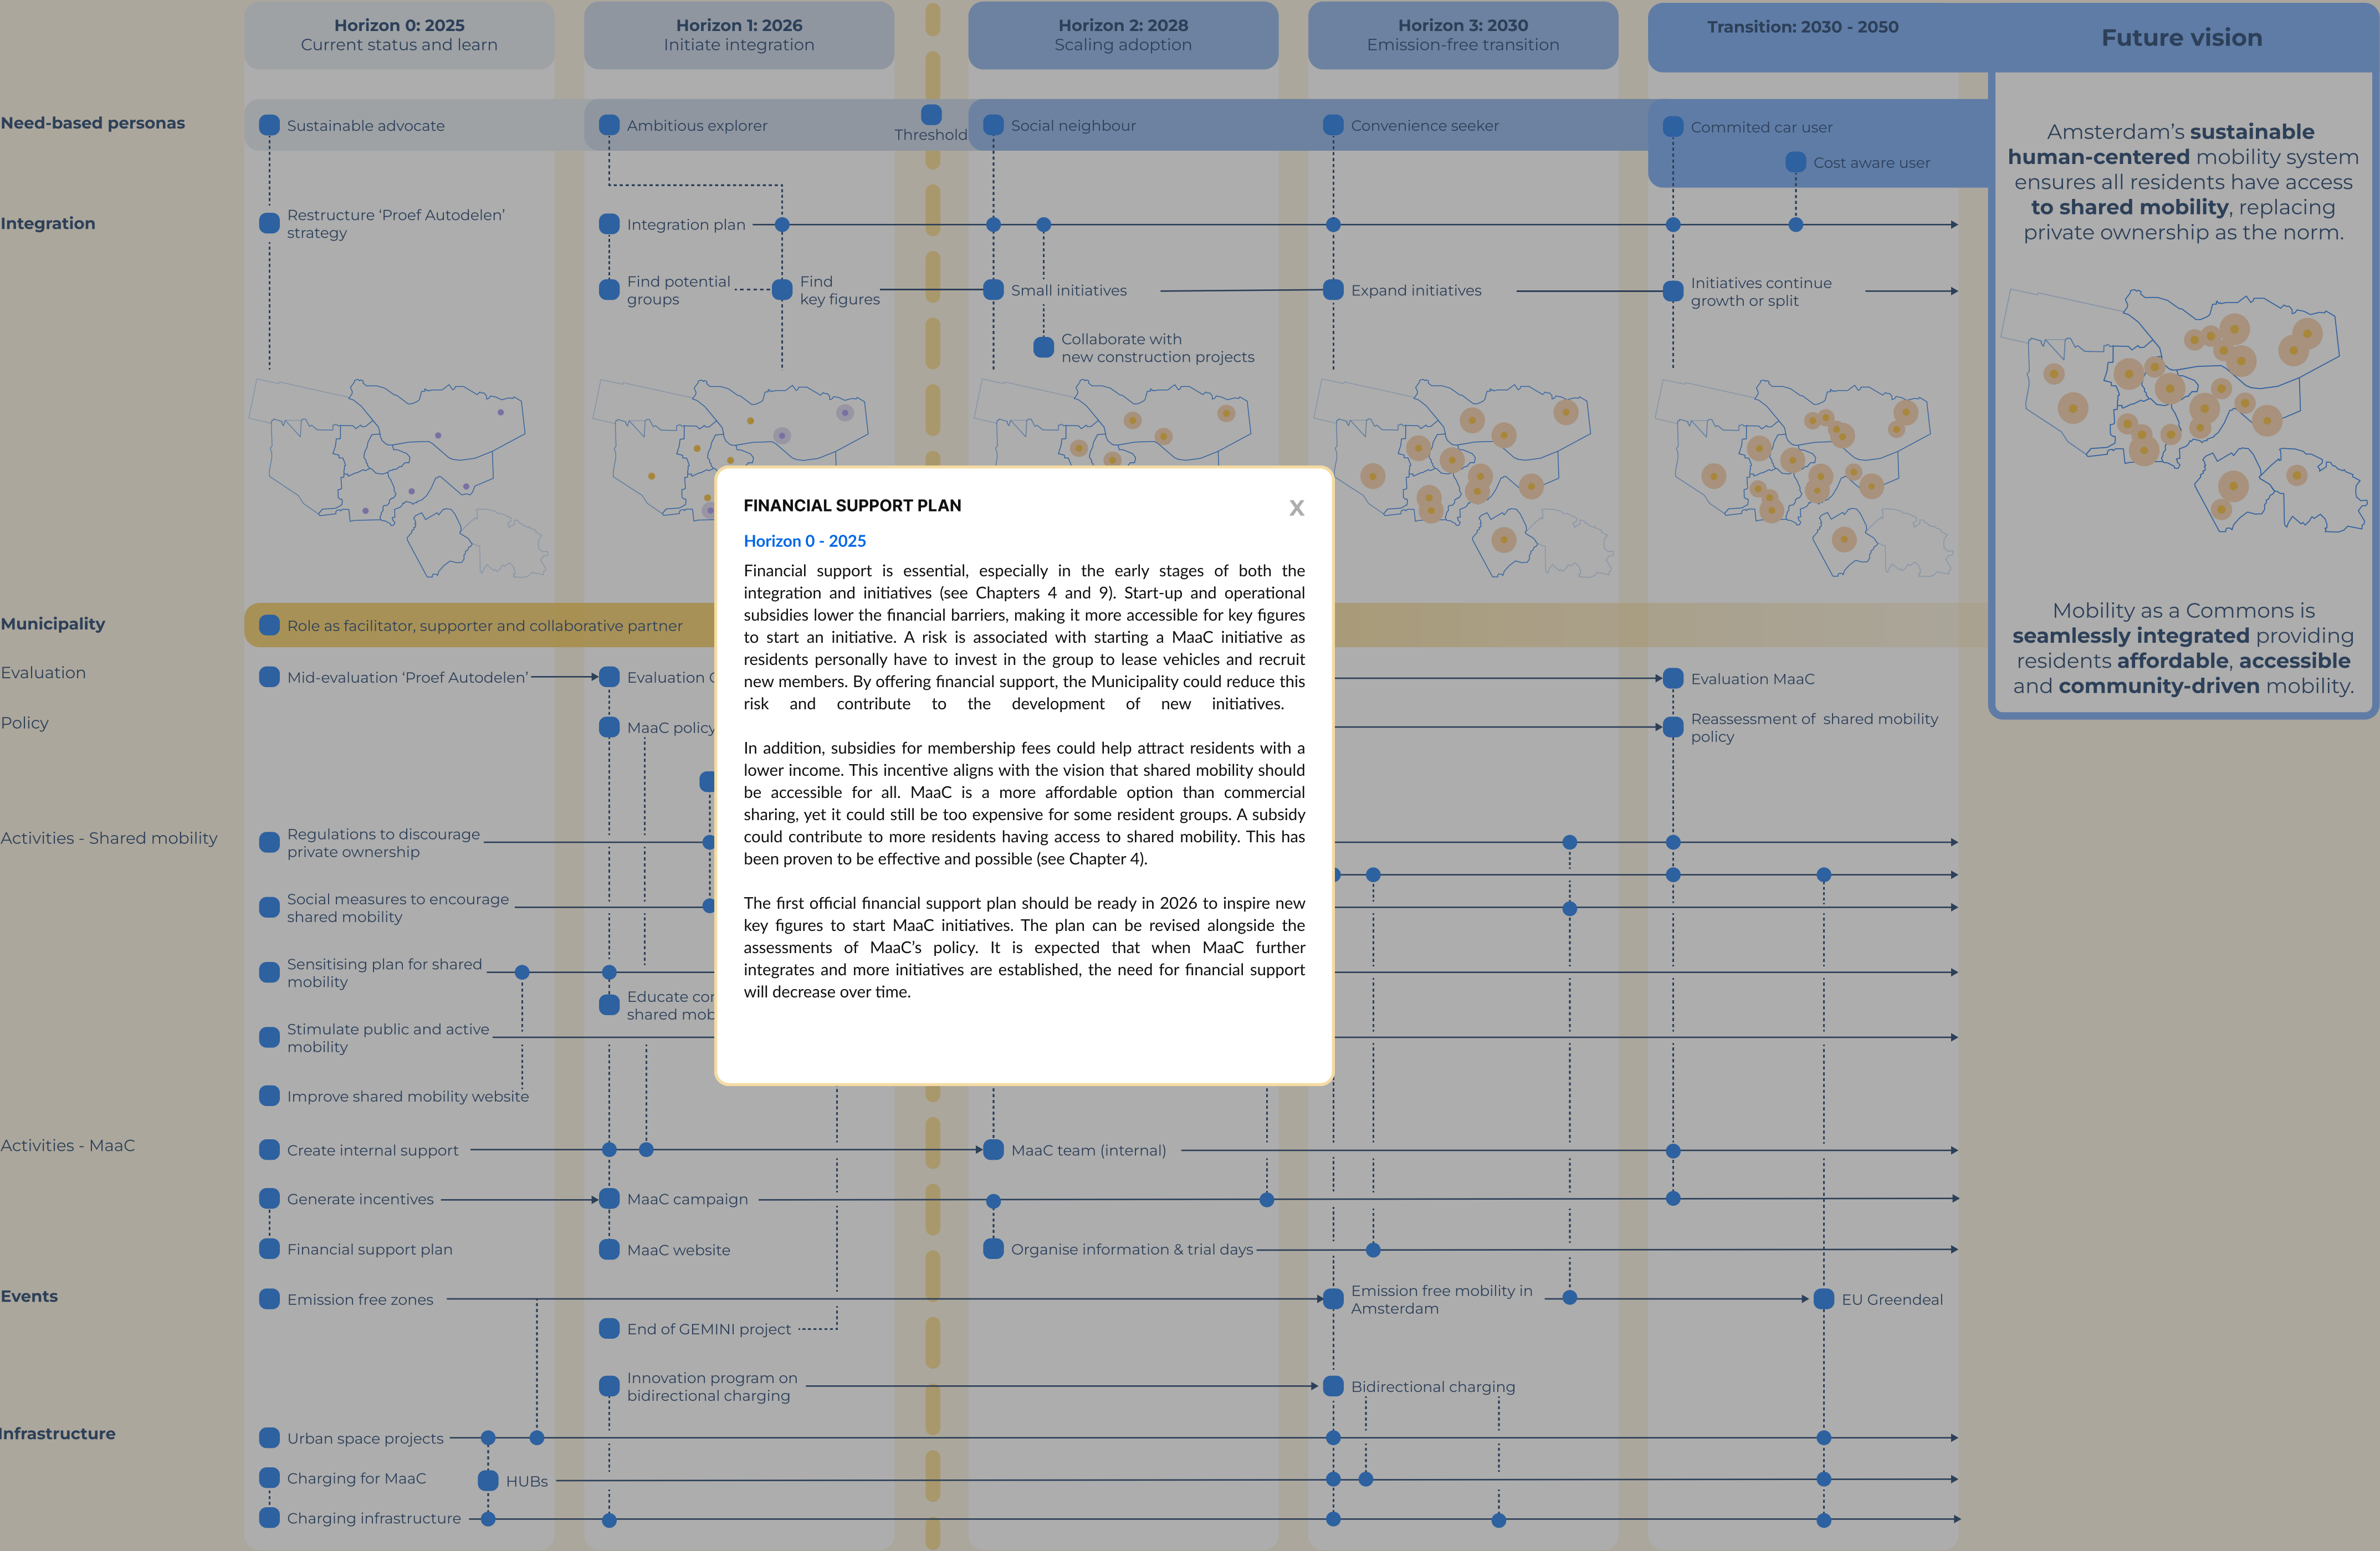 Horizon 0: 2025
Current status and learn
Horizon 1: 2026
Initiate integration
Horizon 2: 2028
Scaling adoption
Horizon 3: 2030
Emission-free transition
Transition: 2030 - 2050
Future vision
Need-based personas
Sustainable advocate
Ambitious explorer
Threshold
Social neighbour
Convenience seeker
Commited car user
Cost aware user
Amsterdam's sustainable
human-centered mobility system
ensures all residents have access
to shared mobility, replacing
private ownership as the norm.
Integration
Restructure 'Proef Autodelen'
strategy
Integration plan
Find potential
groups
Find
key figures
Small initiatives
Expand initiatives
Initiatives continue
growth or split
Collaborate with
new construction projects
FINANCIAL SUPPORT PLAN
X
Horizon 0 - 2025
Financial support is essential, especially in the early stages of both the
integration and initiatives (see Chapters 4 and 9). Start-up and operational
subsidies lower the financial barriers, making it more accessible for key figures
to start an initiative. A risk is associated with starting a MaaC initiative as
residents personally have to invest in the group to lease vehicles and recruit
new members. By offering financial support, the Municipality could reduce this
risk and contribute to the development of new initiatives.
In addition, subsidies for membership fees could help attract residents with a
lower income. This incentive aligns with the vision that shared mobility should
be accessible for all. MaaC is a more affordable option than commercial
sharing, yet it could still be too expensive for some resident groups. A subsidy
could contribute to more residents having access to shared mobility. This has
been proven to be effective and possible (see Chapter 4).
The first official financial support plan should be ready in 2026 to inspire new
key figures to start MaaC initiatives. The plan can be revised alongside the
assessments of MaaC's policy. It is expected that when MaaC further
integrates and more initiatives are established, the need for financial support
will decrease over time.
Municipality
Role as facilitator, supporter and collaborative partner
Mobility as a Commons is
seamlessly integrated providing
residents affordable, accessible
and community-driven mobility.
Evaluation
Mid-evaluation 'Proef Autodelen'
Evaluation
Evaluation MaaC
Policy
MaaC policy
Reassessment of shared mobility
policy
Activities - Shared mobility
Regulations to discourage
private ownership
Social measures to encourage
shared mobility
Sensitising plan for shared
mobility
Educate
shared
Stimulate public and active
mobility
Improve shared mobility website
Activities - MaaC
Create internal support
MaaC team (internal)
Generate incentives
MaaC campaign
Financial support plan
MaaC website
Organise information & trial days
Events
Emission free zones
Emission free mobility in
Amsterdam
EU Greendeal
End of GEMINI project
Innovation program on
bidirectional charging
Bidirectional charging
Infrastructure
Urban space projects
Charging for MaaC
HUBs
Charging infrastructure